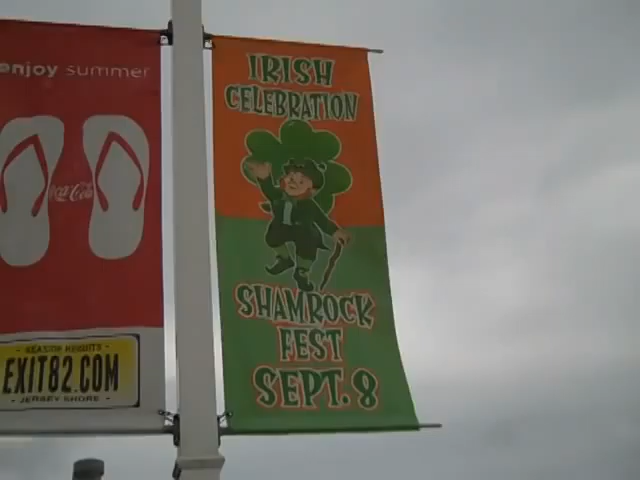 enjoy summer
Coca-Cola
- SEASIDE HEIGHTS -
EXIT82.COM
- JERSEY SHORE -
IRISH
CELEBRATION
SHAMROCK
FEST
SEPT. 8